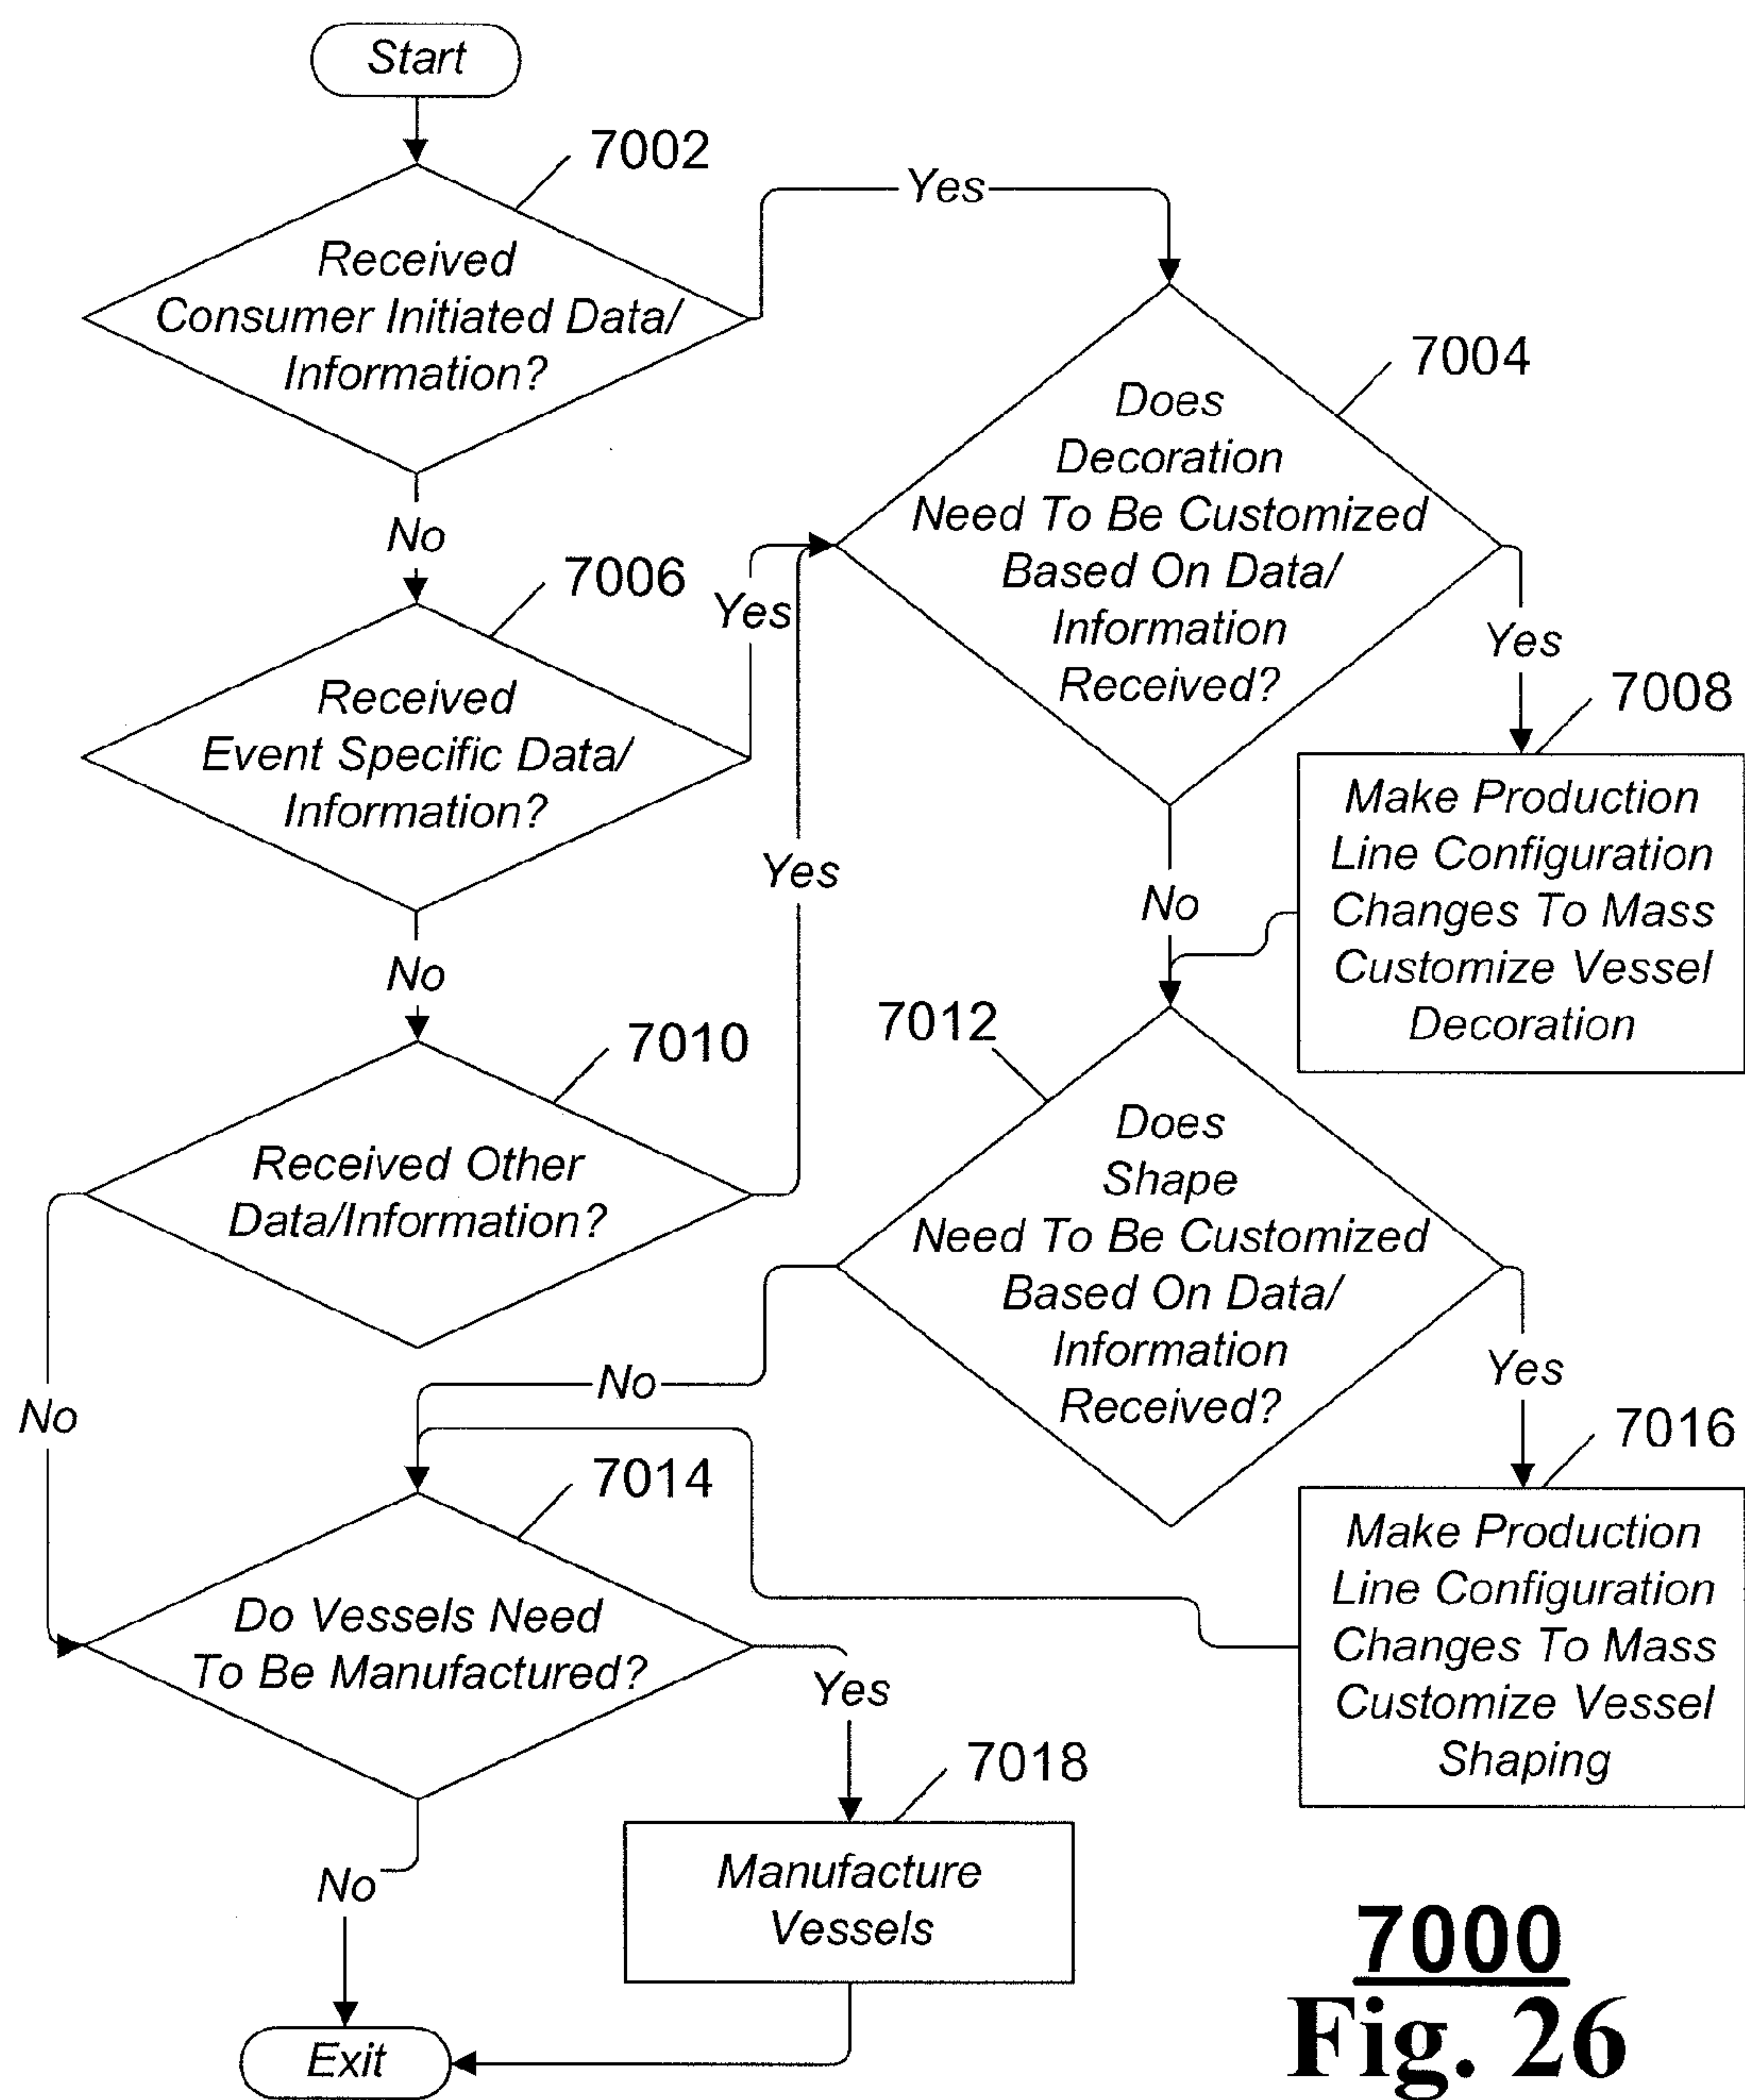 Start
7002
Received
Consumer Initiated Data/
Information?
Yes
No
7004
Does
Decoration
Need To Be Customized
Based On Data/
Information
Received?
7006
Received
Event Specific Data/
Information?
Yes
No
Yes
7008
Make Production
Line Configuration
Changes To Mass
Customize Vessel
Decoration
No
7010
Received Other
Data/Information?
Yes
No
7012
Does
Shape
Need To Be Customized
Based On Data/
Information
Received?
No
Yes
7014
Do Vessels Need
To Be Manufactured?
7016
Make Production
Line Configuration
Changes To Mass
Customize Vessel
Shaping
Yes
No
7018
Manufacture
Vessels
Exit
7000
Fig. 26